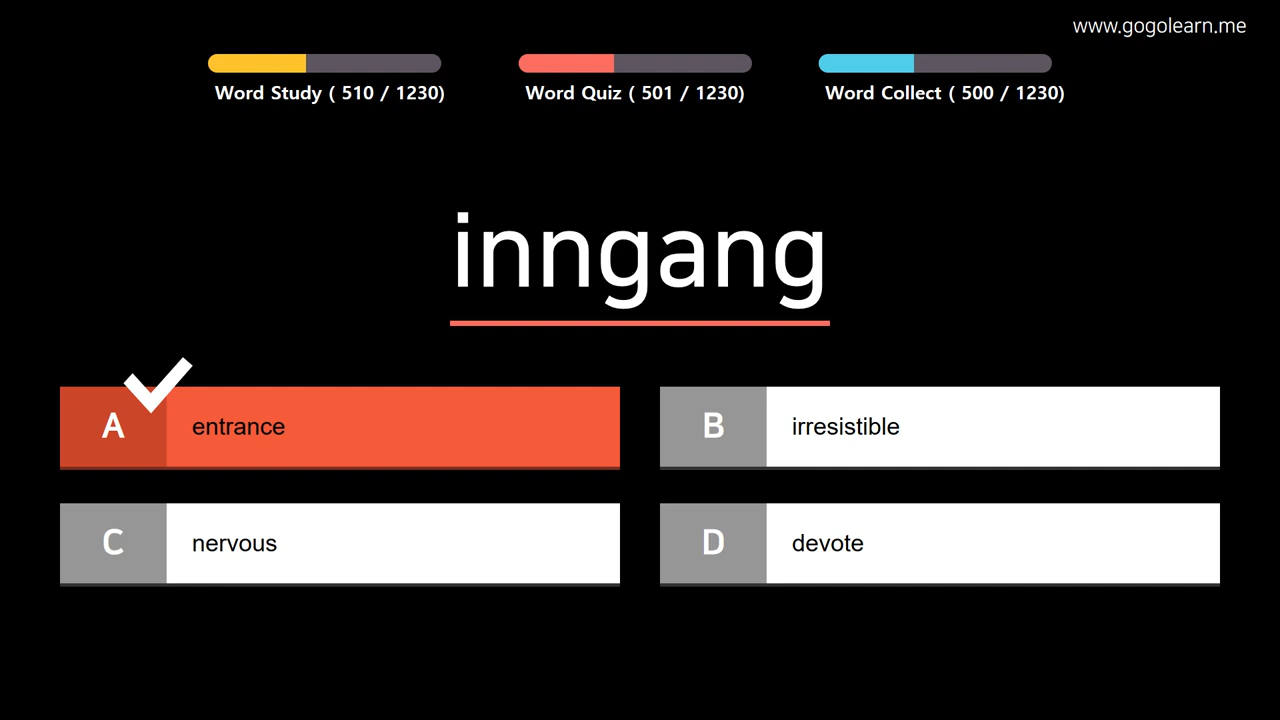 www.gogolearn.me
Word Study ( 510 / 1230)
Word Quiz ( 501 / 1230)
Word Collect ( 500 / 1230)
inngang
A entrance
B irresistible
C nervous
D devote